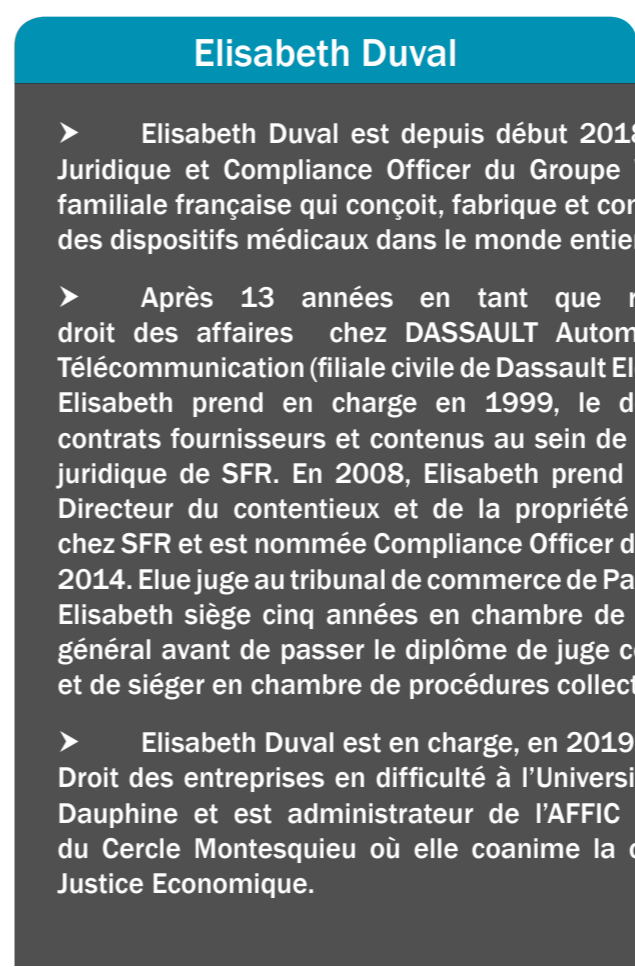 Elisabeth Duval
➤ Elisabeth Duval est depuis début 2018
Juridique et Compliance Officer du Groupe
familiale française qui conçoit, fabrique et
des dispositifs médicaux dans le monde entier
➤ Après 13 années en tant que
droit des affaires chez DASSAULT
Télécommunication (filiale civile de Dassault
Elisabeth prend en charge en 1999, le
contrats fournisseurs et contenus au sein de
juridique de SFR. En 2008, Elisabeth prend
Directeur du contentieux et de la propriété
chez SFR et est nommée Compliance Officer
2014. Elue juge au tribunal de commerce de
Elisabeth siège cinq années en chambre de
général avant de passer le diplôme de juge
et de siéger en chambre de procédures
➤ Elisabeth Duval est en charge, en 2019
Droit des entreprises en difficulté à
Dauphine et est administrateur de l'AFFIC
du Cercle Montesquieu où elle coanime la
Justice Economique.